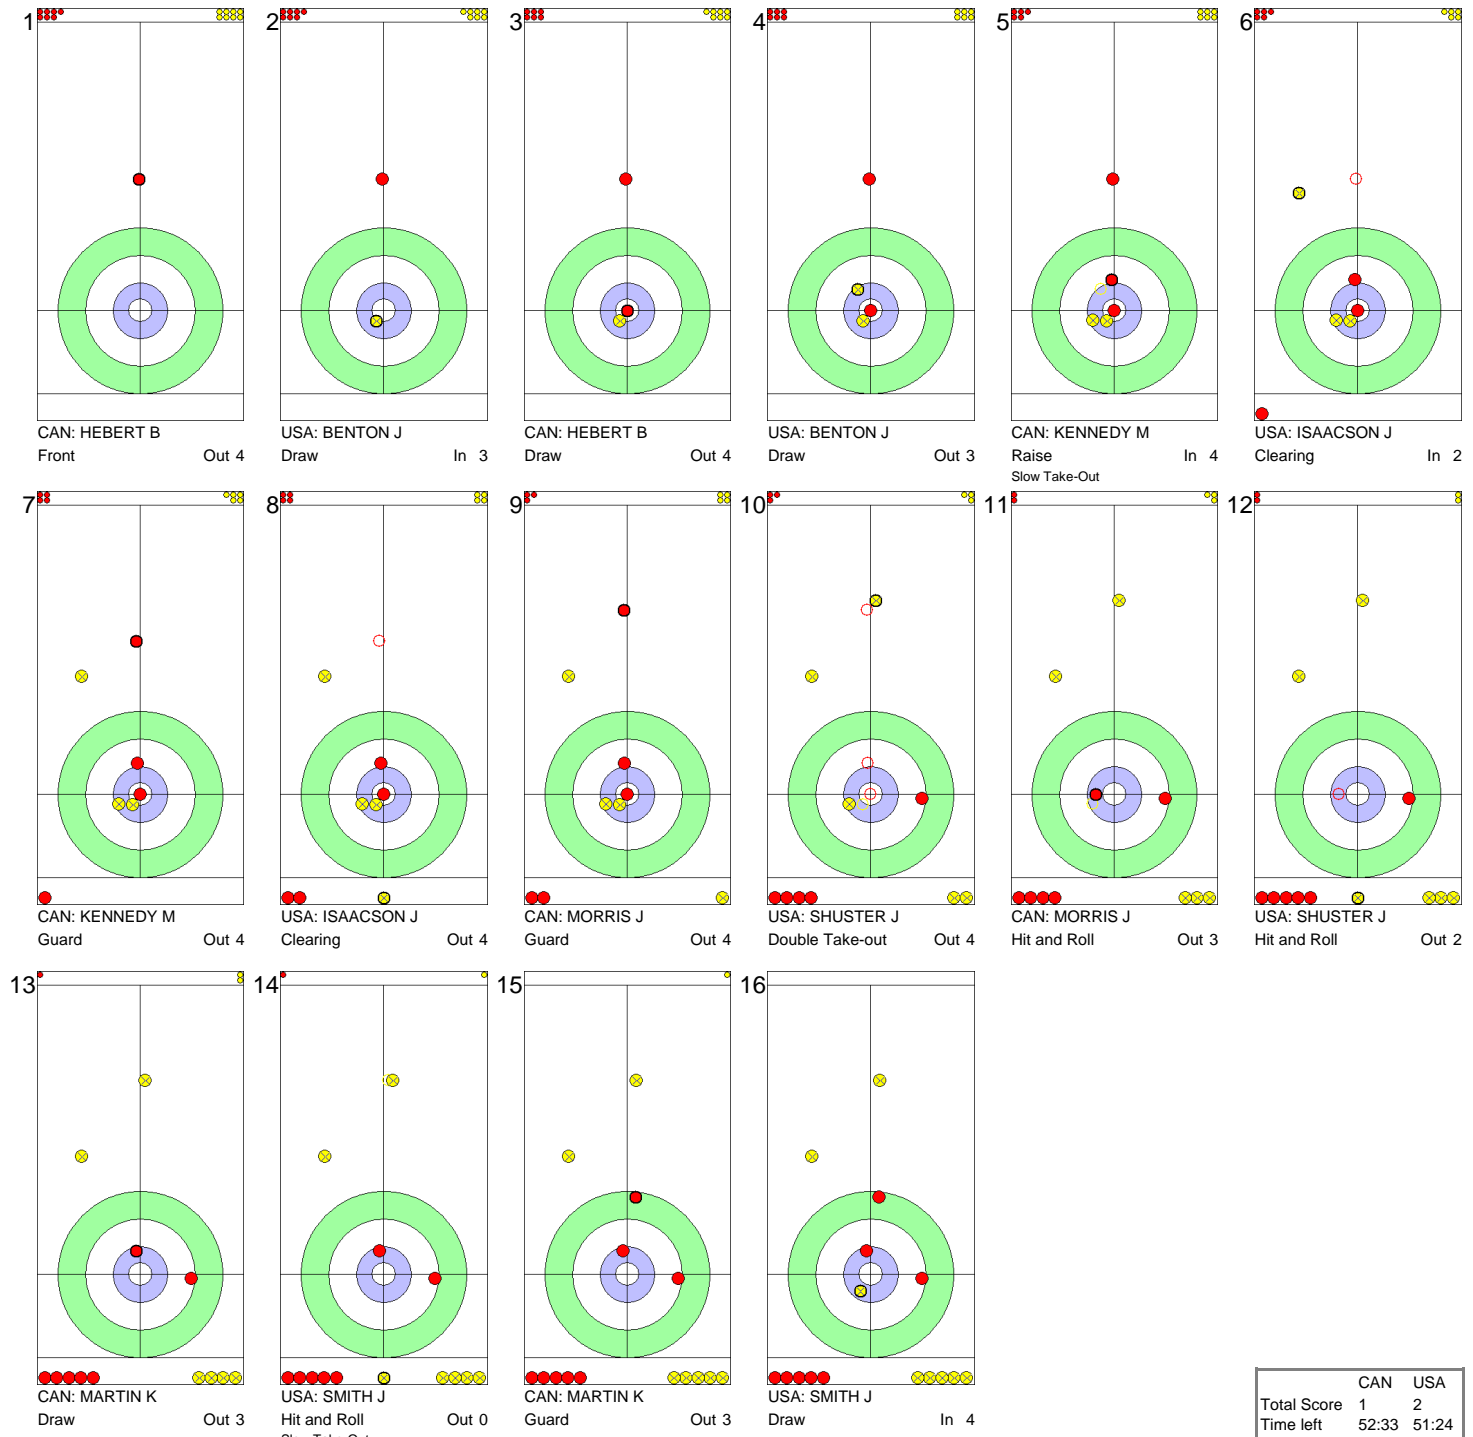 1
CAN: HEBERT B
Front Out 4
2
USA: BENTON J
Draw In 3
3
CAN: HEBERT B
Draw Out 4
4
USA: BENTON J
Draw Out 3
5
CAN: KENNEDY M
Raise In 4
Slow Take-Out
6
USA: ISAACSON J
Clearing In 2
7
CAN: KENNEDY M
Guard Out 4
8
USA: ISAACSON J
Clearing Out 4
9
CAN: MORRIS J
Guard Out 4
10
USA: SHUSTER J
Double Take-out Out 4
11
CAN: MORRIS J
Hit and Roll Out 3
12
USA: SHUSTER J
Hit and Roll Out 2
13
CAN: MARTIN K
Draw Out 3
14
USA: SMITH J
Hit and Roll Out 0
Slow Take-Out
15
CAN: MARTIN K
Guard Out 3
16
USA: SMITH J
Draw In 4
CAN USA
Total Score 1 2
Time left 52:33 51:24